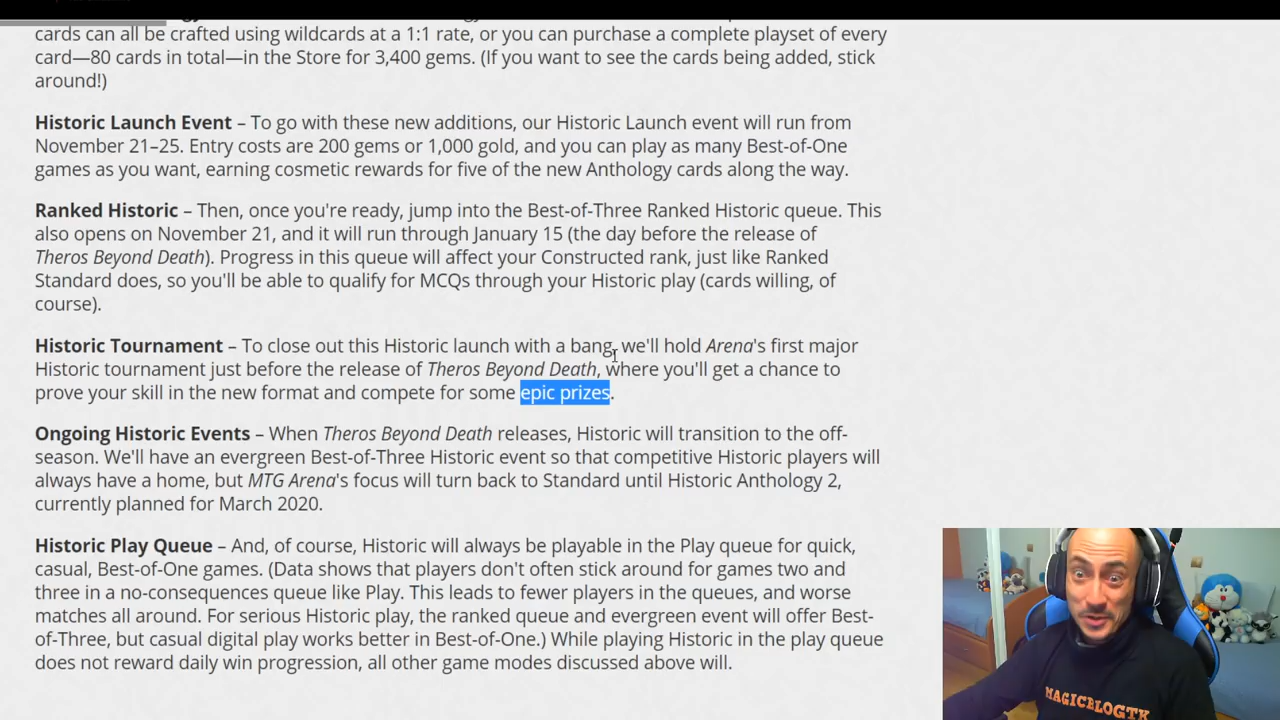 cards can all be crafted using wildcards at a 1:1 rate, or you can purchase a complete playset of every
card—80 cards in total—in the Store for 3,400 gems. (If you want to see the cards being added, stick
around!)
Historic Launch Event – To go with these new additions, our Historic Launch event will run from
November 21–25. Entry costs are 200 gems or 1,000 gold, and you can play as many Best-of-One
games as you want, earning cosmetic rewards for five of the new Anthology cards along the way.
Ranked Historic – Then, once you're ready, jump into the Best-of-Three Ranked Historic queue. This
also opens on November 21, and it will run through January 15 (the day before the release of
Theros Beyond Death). Progress in this queue will affect your Constructed rank, just like Ranked
Standard does, so you'll be able to qualify for MCQs through your Historic play (cards willing, of
course).
Historic Tournament – To close out this Historic launch with a bang, we'll hold Arena's first major
Historic tournament just before the release of Theros Beyond Death, where you'll get a chance to
prove your skill in the new format and compete for some epic prizes.
Ongoing Historic Events – When Theros Beyond Death releases, Historic will transition to the off-
season. We'll have an evergreen Best-of-Three Historic event so that competitive Historic players will
always have a home, but MTG Arena's focus will turn back to Standard until Historic Anthology 2,
currently planned for March 2020.
Historic Play Queue – And, of course, Historic will always be playable in the Play queue for quick,
casual, Best-of-One games. (Data shows that players don't often stick around for games two and
three in a no-consequences queue like Play. This leads to fewer players in the queues, and worse
matches all around. For serious Historic play, the ranked queue and evergreen event will offer Best-
of-Three, but casual digital play works better in Best-of-One.) While playing Historic in the play queue
does not reward daily win progression, all other game modes discussed above will.
MAGICBLOGTK